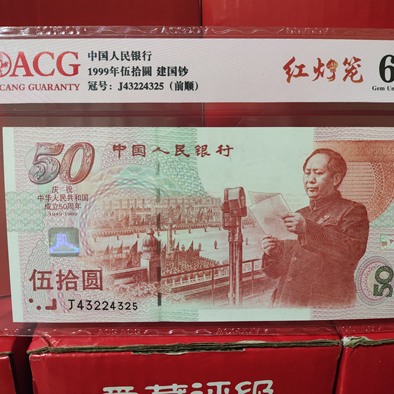 ACG
CANG GUARANTY
中国人民银行
1999年伍拾圆 建国钞
冠号：J43224325（前顺）
红灯笼
6
Gem Un
50
中国人民银行
庆祝
中华人民共和国
成立50周年
1949-1999
伍拾圆
J43224325
50